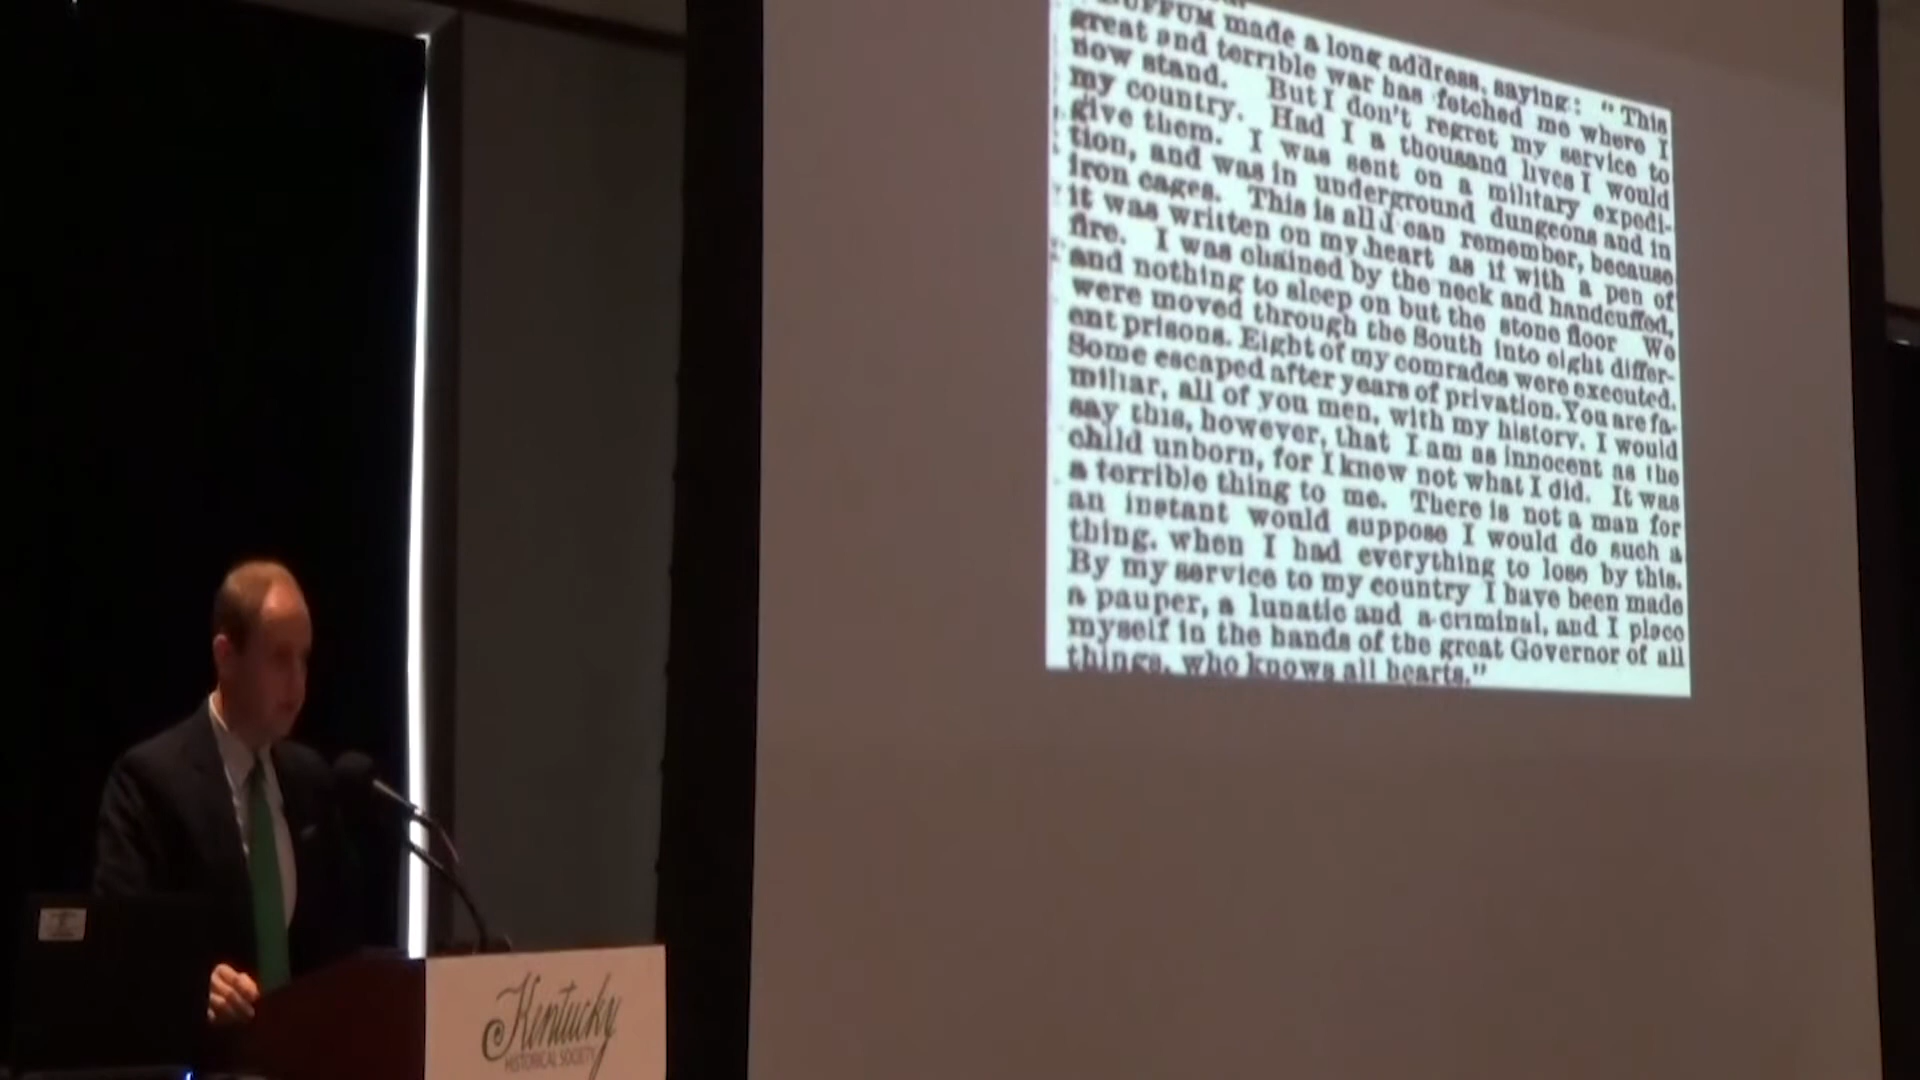 BUFFUM made a long address, saying: "This
great and terrible war has fetched me where I
now stand. But I don't regret my service to
my country. Had I a thousand lives I would
give them. I was sent on a military expedi-
tion, and was in underground dungeons and in
iron cages. This is all I can remember, because
it was written on my heart as if with a pen of
fire. I was chained by the neck and handcuffed,
and nothing to sleep on but the stone floor We
were moved through the South into eight differ-
ent prisons. Eight of my comrades were executed.
Some escaped after years of privation. You are fa-
miliar, all of you men, with my history. I would
say this, however, that I am as innocent as the
child unborn, for I knew not what I did. It was
a terrible thing to me. There is not a man for
an instant would suppose I would do such a
thing, when I had everything to lose by this.
By my service to my country I have been made
a pauper, a lunatic and a criminal, and I place
myself in the hands of the great Governor of all
things, who knows all hearts."
Kentucky
HISTORICAL SOCIETY